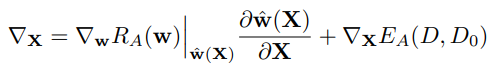 ∇_X = ∇_w R_A(w)|_{ŵ(X)} ∂ŵ(X)/∂X + ∇_X E_A(D, D_0)